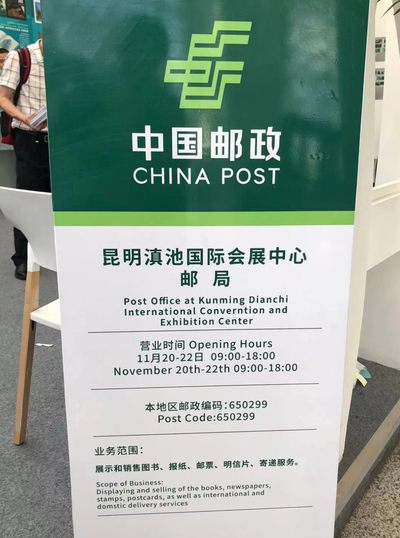 中国邮政
CHINA POST
昆明滇池国际会展中心
邮 局
Post Office at Kunming Dianchi
International Converntion and
Exhibition Center
营业时间 Opening Hours
11月20-22日 09:00-18:00
November 20th-22th 09:00-18:00
本地区邮政编码:650299
Post Code:650299
业务范围:
展示和销售图书、报纸、邮票、明信片、寄递服务。
Scope of Business:
Displaying and selling of the books, newspapers,
stamps, postcards, as well as international and
domstic delivery services